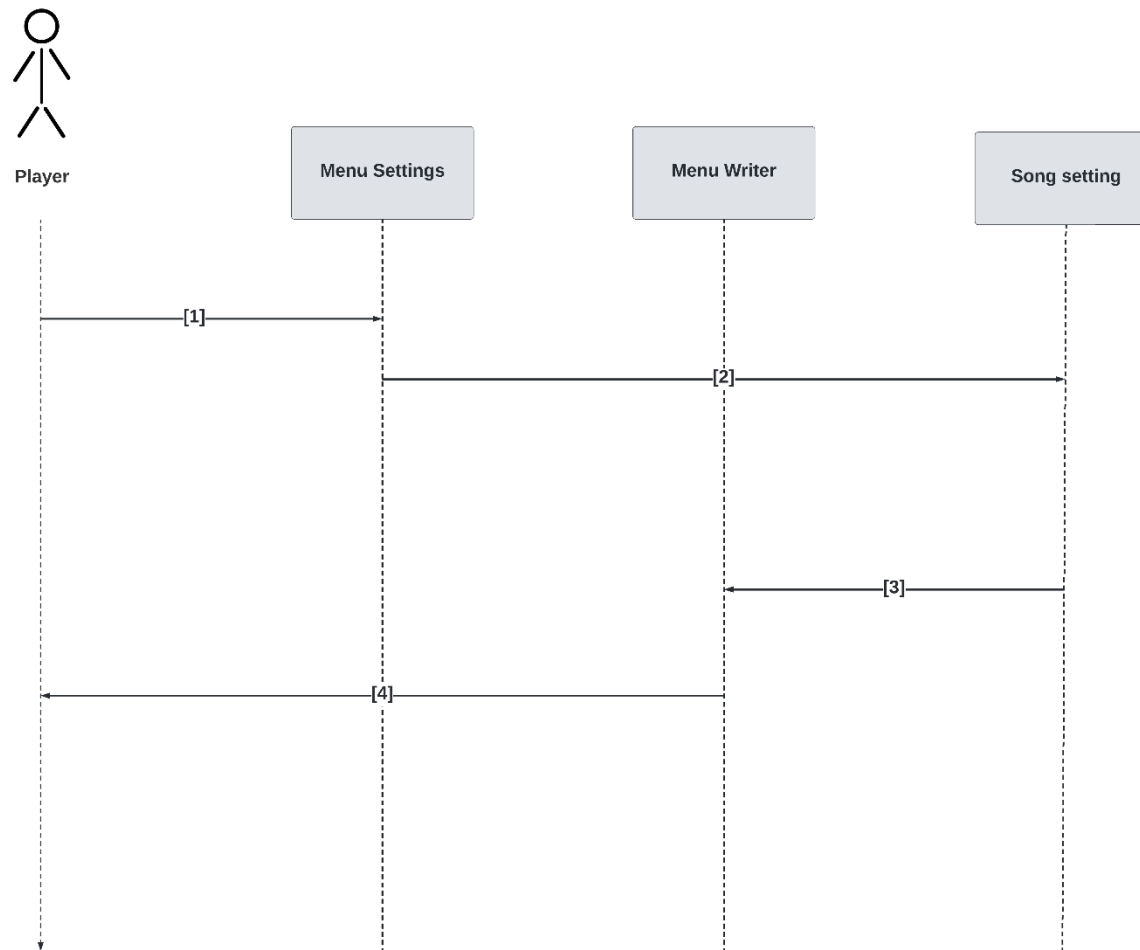 Player
Menu Settings
Menu Writer
Song setting
[1]
[2]
[3]
[4]